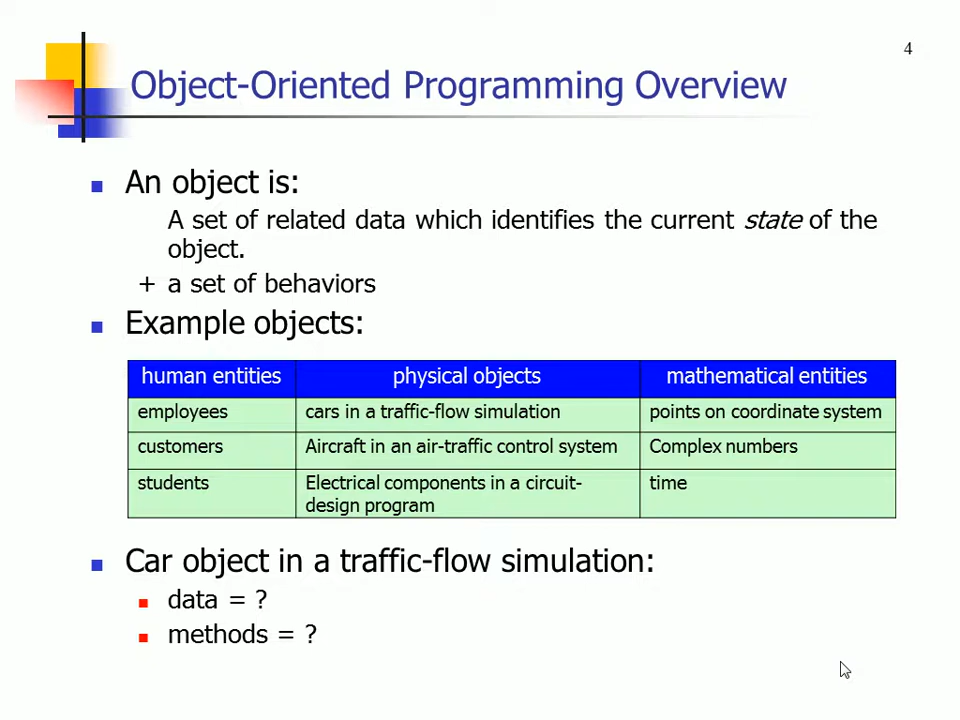 4
Object-Oriented Programming Overview
An object is:
A set of related data which identifies the current state of the
object.
+ a set of behaviors
Example objects:
human entities physical objects mathematical entities
employees cars in a traffic-flow simulation points on coordinate system
customers Aircraft in an air-traffic control system Complex numbers
students Electrical components in a circuit- time
design program
Car object in a traffic-flow simulation:
data = ?
methods = ?